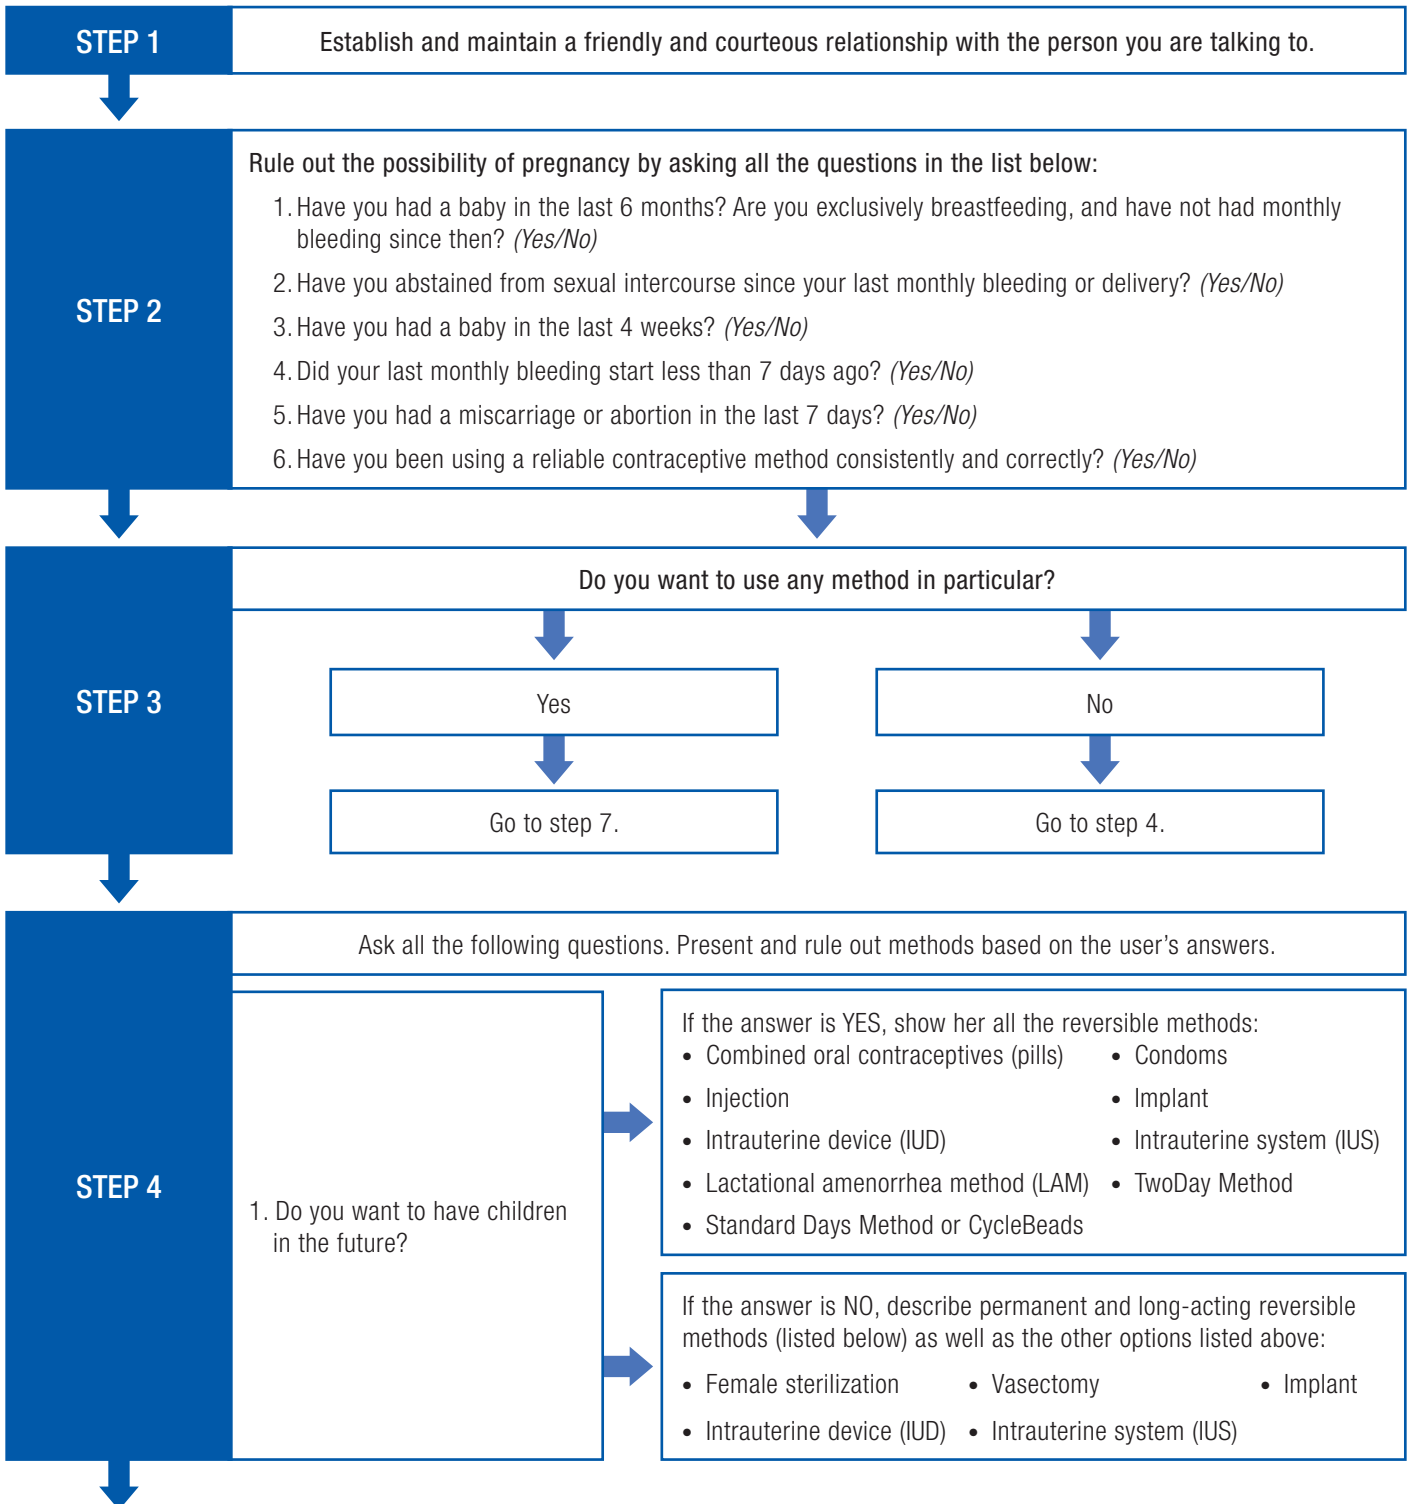 STEP 1
Establish and maintain a friendly and courteous relationship with the person you are talking to.
STEP 2
Rule out the possibility of pregnancy by asking all the questions in the list below:
1. Have you had a baby in the last 6 months? Are you exclusively breastfeeding, and have not had monthly
bleeding since then? (Yes/No)
2. Have you abstained from sexual intercourse since your last monthly bleeding or delivery? (Yes/No)
3. Have you had a baby in the last 4 weeks? (Yes/No)
4. Did your last monthly bleeding start less than 7 days ago? (Yes/No)
5. Have you had a miscarriage or abortion in the last 7 days? (Yes/No)
6. Have you been using a reliable contraceptive method consistently and correctly? (Yes/No)
STEP 3
Do you want to use any method in particular?
Yes
No
Go to step 7.
Go to step 4.
STEP 4
Ask all the following questions. Present and rule out methods based on the user’s answers.
1. Do you want to have children
in the future?
If the answer is YES, show her all the reversible methods:
• Combined oral contraceptives (pills) • Condoms
• Injection • Implant
• Intrauterine device (IUD) • Intrauterine system (IUS)
• Lactational amenorrhea method (LAM) • TwoDay Method
• Standard Days Method or CycleBeads
If the answer is NO, describe permanent and long-acting reversible
methods (listed below) as well as the other options listed above:
• Female sterilization • Vasectomy • Implant
• Intrauterine device (IUD) • Intrauterine system (IUS)